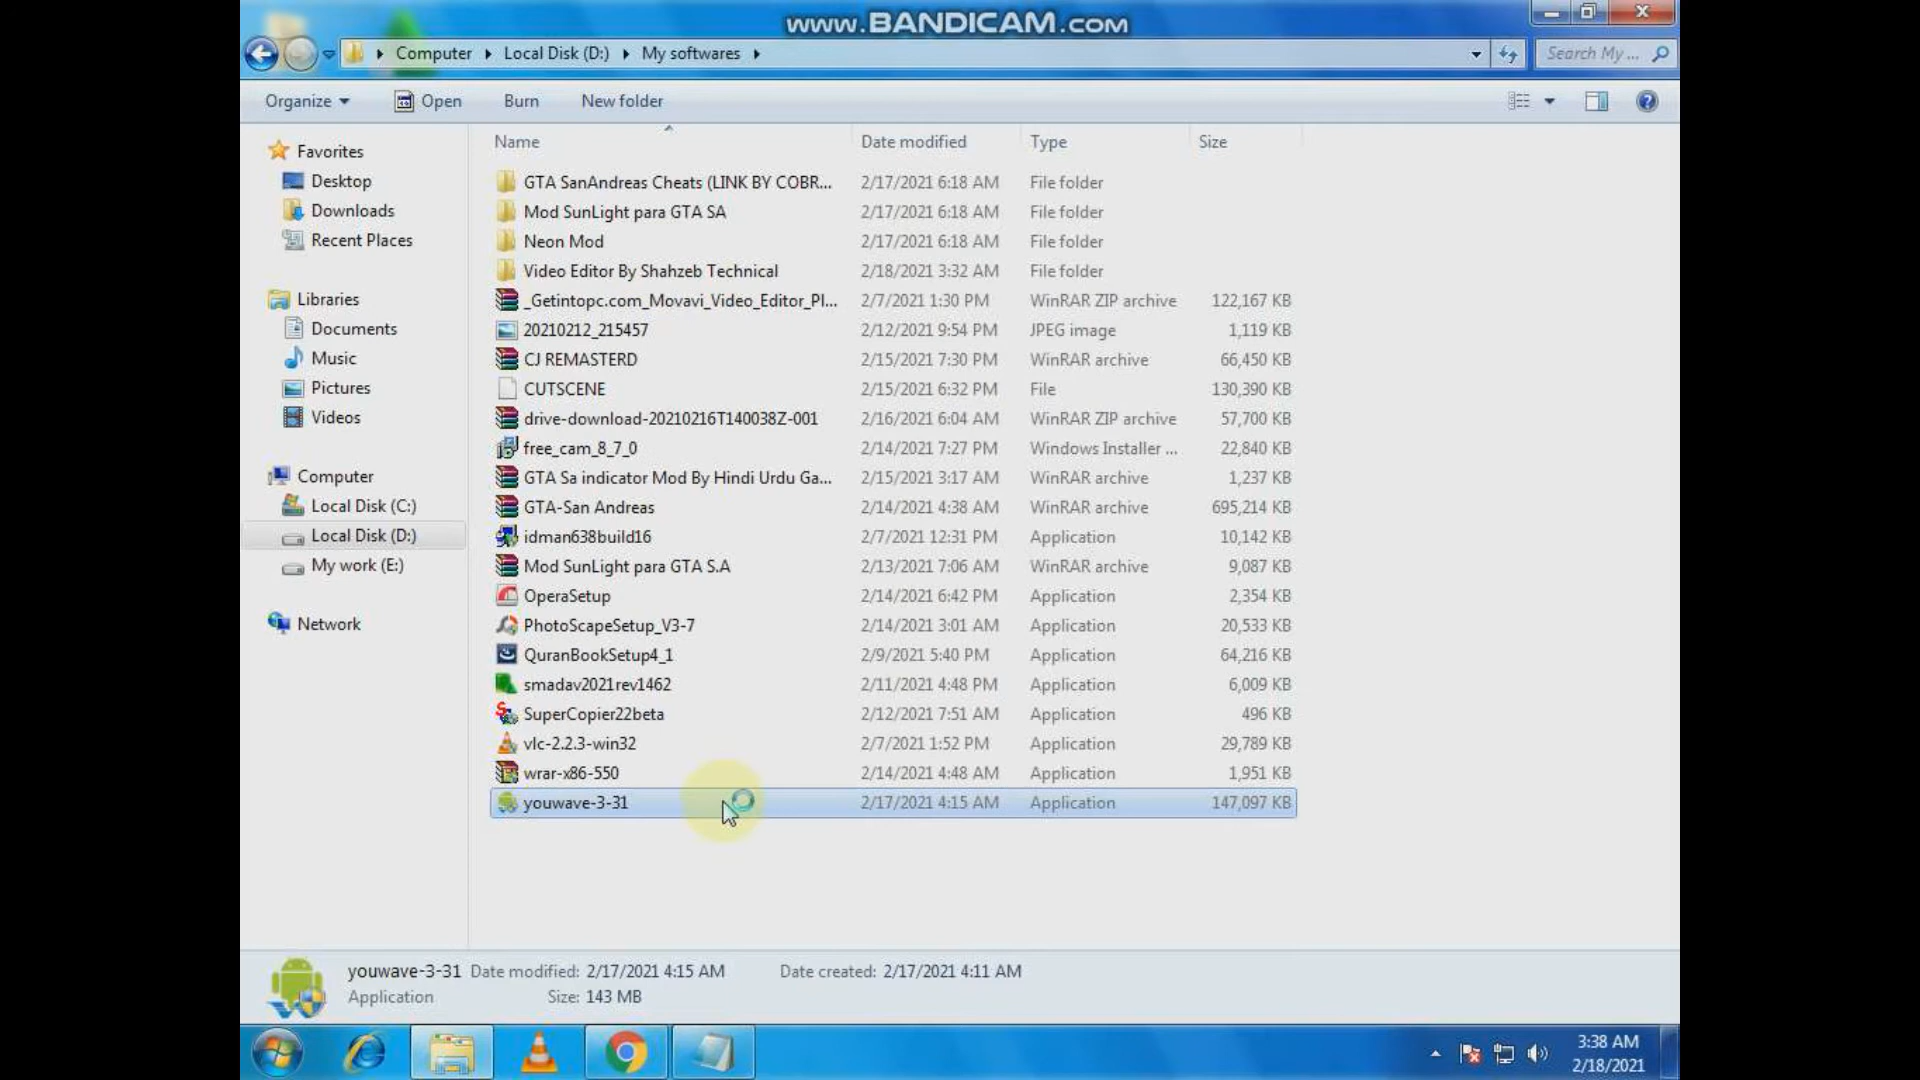 www.BANDICAM.com
Computer Local Disk (D:) My softwares Search My ...
Organize Open Burn New folder
Favorites
Desktop
Downloads
Recent Places
Libraries
Documents
Music
Pictures
Videos
Computer
Local Disk (C:)
Local Disk (D:)
My work (E:)
Network
Name Date modified Type Size
GTA SanAndreas Cheats (LINK BY COBR... 2/17/2021 6:18 AM File folder
Mod SunLight para GTA SA 2/17/2021 6:18 AM File folder
Neon Mod 2/17/2021 6:18 AM File folder
Video Editor By Shahzeb Technical 2/18/2021 3:32 AM File folder
_Getintopc.com_Movavi_Video_Editor_Pl... 2/7/2021 1:30 PM WinRAR ZIP archive 122,167 KB
20210212_215457 2/12/2021 9:54 PM JPEG image 1,119 KB
CJ REMASTERD 2/15/2021 7:30 PM WinRAR archive 66,450 KB
CUTSCENE 2/15/2021 6:32 PM File 130,390 KB
drive-download-20210216T140038Z-001 2/16/2021 6:04 AM WinRAR ZIP archive 57,700 KB
free_cam_8_7_0 2/14/2021 7:27 PM Windows Installer ... 22,840 KB
GTA Sa indicator Mod By Hindi Urdu Ga... 2/15/2021 3:17 AM WinRAR archive 1,237 KB
GTA-San Andreas 2/14/2021 4:38 AM WinRAR archive 695,214 KB
idman638build16 2/7/2021 12:31 PM Application 10,142 KB
Mod SunLight para GTA S.A 2/13/2021 7:06 AM WinRAR archive 9,087 KB
OperaSetup 2/14/2021 6:42 PM Application 2,354 KB
PhotoScapeSetup_V3-7 2/14/2021 3:01 AM Application 20,533 KB
QuranBookSetup4_1 2/9/2021 5:40 PM Application 64,216 KB
smadav2021rev1462 2/11/2021 4:48 PM Application 6,009 KB
SuperCopier22beta 2/12/2021 7:51 AM Application 496 KB
vlc-2.2.3-win32 2/7/2021 1:52 PM Application 29,789 KB
wrar-x86-550 2/14/2021 4:48 AM Application 1,951 KB
youwave-3-31 2/17/2021 4:15 AM Application 147,097 KB
youwave-3-31 Date modified: 2/17/2021 4:15 AM Date created: 2/17/2021 4:11 AM
Application Size: 143 MB
3:38 AM
2/18/2021